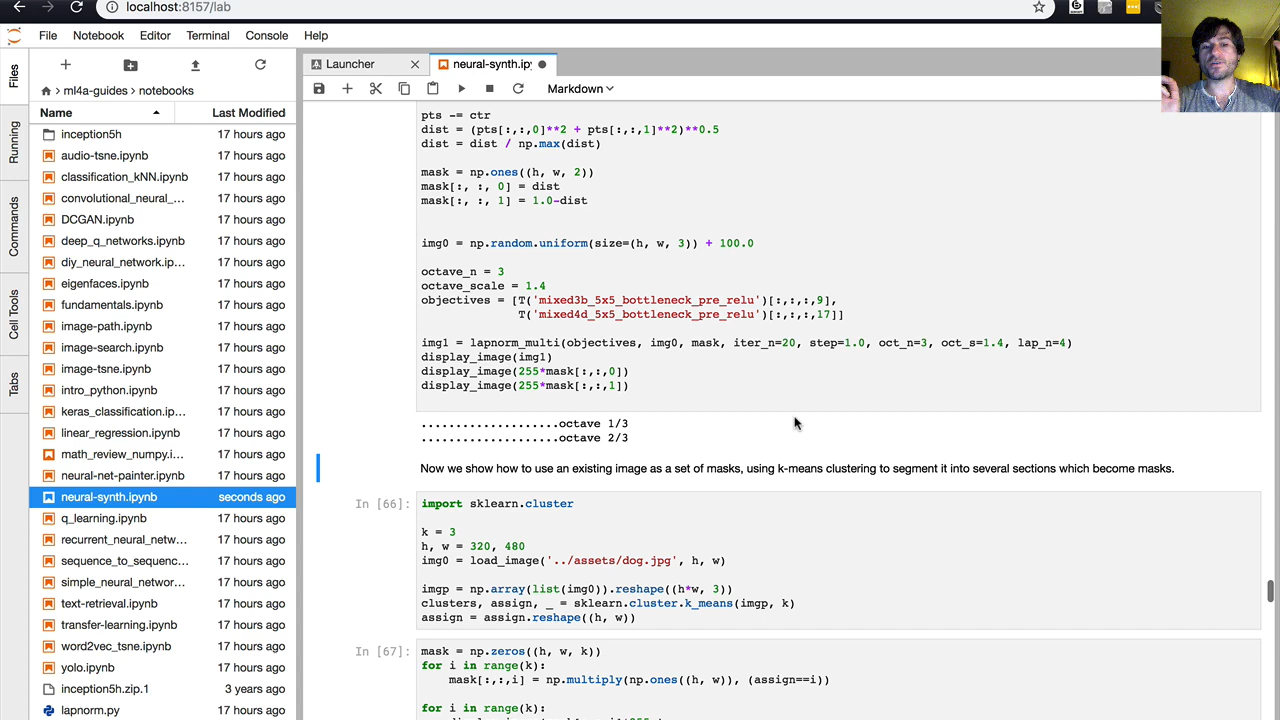 localhost:8157/lab
File Notebook Editor Terminal Console Help
Files
Running
Commands
Cell Tools
Tabs
ml4a-guides > notebooks
Name Last Modified
inception5h 17 hours ago
audio-tsne.ipynb 17 hours ago
classification_kNN.ipynb 17 hours ago
convolutional_neural_... 17 hours ago
DCGAN.ipynb 17 hours ago
deep_q_networks.ipynb 17 hours ago
diy_neural_network.ip... 17 hours ago
eigenfaces.ipynb 17 hours ago
fundamentals.ipynb 17 hours ago
image-path.ipynb 17 hours ago
image-search.ipynb 17 hours ago
image-tsne.ipynb 17 hours ago
intro_python.ipynb 17 hours ago
keras_classification.ip... 17 hours ago
linear_regression.ipynb 17 hours ago
math_review_numpy.i... 17 hours ago
neural-net-painter.ipynb 17 hours ago
neural-synth.ipynb seconds ago
q_learning.ipynb 17 hours ago
recurrent_neural_netw... 17 hours ago
sequence_to_sequenc... 17 hours ago
simple_neural_networ... 17 hours ago
text-retrieval.ipynb 17 hours ago
transfer-learning.ipynb 17 hours ago
word2vec_tsne.ipynb 17 hours ago
yolo.ipynb 17 hours ago
inception5h.zip.1 3 years ago
lapnorm.py 17 hours ago
Launcher neural-synth.ipy
Markdown
pts -= ctr
dist = (pts[:,:,0]**2 + pts[:,:,1]**2)**0.5
dist = dist / np.max(dist)
mask = np.ones((h, w, 2))
mask[:, :, 0] = dist
mask[:, :, 1] = 1.0-dist
img0 = np.random.uniform(size=(h, w, 3)) + 100.0
octave_n = 3
octave_scale = 1.4
objectives = [T('mixed3b_5x5_bottleneck_pre_relu')[:,:,:,9],
T('mixed4d_5x5_bottleneck_pre_relu')[:,:,:,17]]
img1 = lapnorm_multi(objectives, img0, mask, iter_n=20, step=1.0, oct_n=3, oct_s=1.4, lap_n=4)
display_image(img1)
display_image(255*mask[:,:,0])
display_image(255*mask[:,:,1])
....................octave 1/3
....................octave 2/3
Now we show how to use an existing image as a set of masks, using k-means clustering to segment it into several sections which become masks.
In [66]: import sklearn.cluster
k = 3
h, w = 320, 480
img0 = load_image('../assets/dog.jpg', h, w)
imgp = np.array(list(img0)).reshape((h*w, 3))
clusters, assign, _ = sklearn.cluster.k_means(imgp, k)
assign = assign.reshape((h, w))
In [67]: mask = np.zeros((h, w, k))
for i in range(k):
mask[:,:,i] = np.multiply(np.ones((h, w)), (assign==i))
for i in range(k):